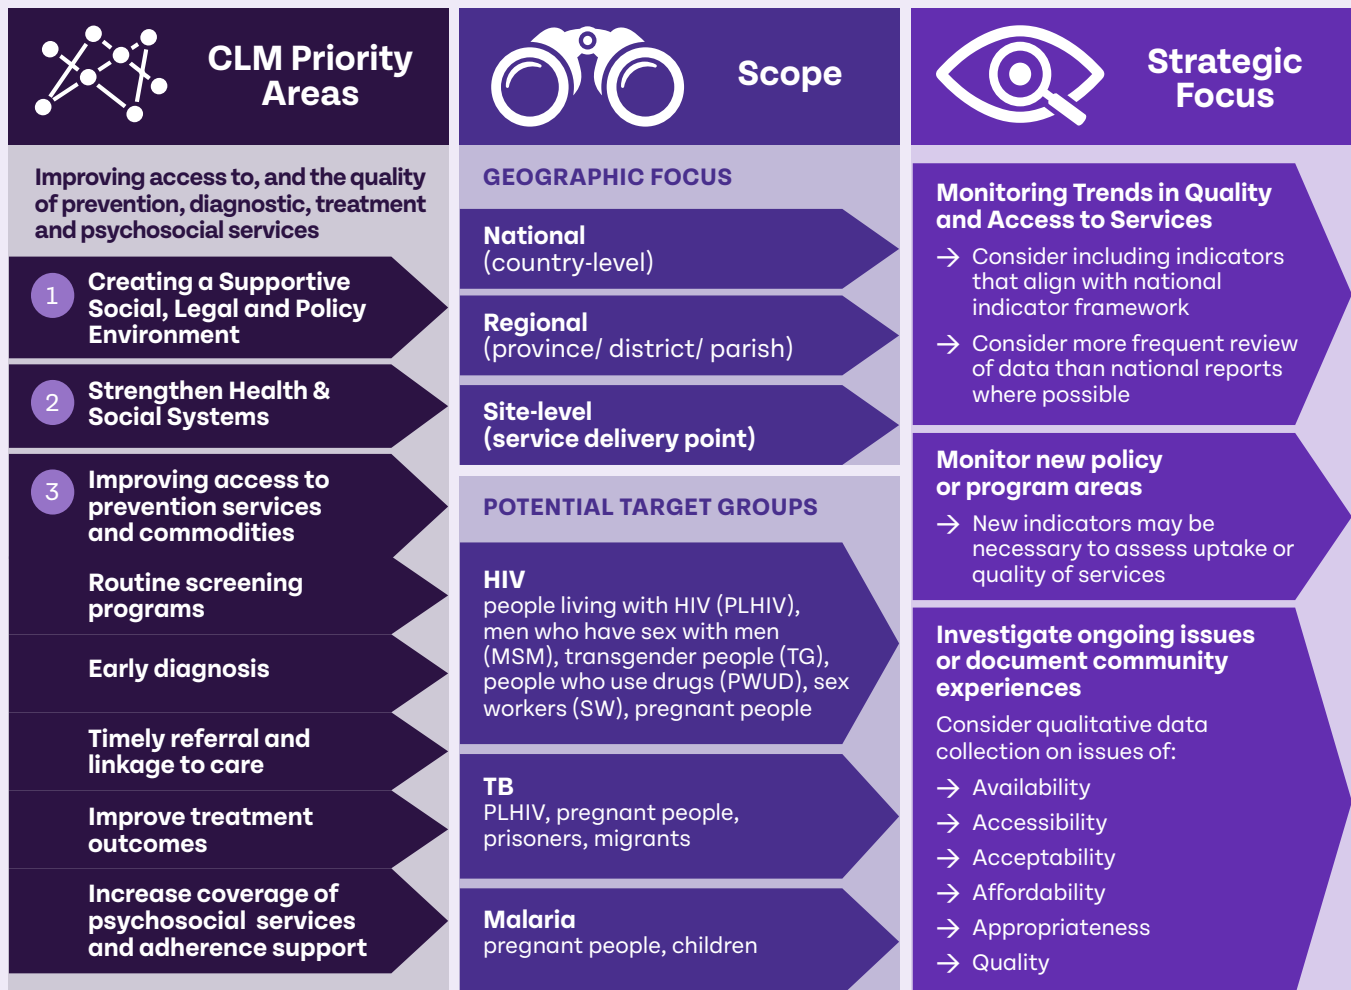 CLM Priority
Areas
Improving access to, and the quality
of prevention, diagnostic, treatment
and psychosocial services
1
Creating a Supportive
Social, Legal and Policy
Environment
2
Strengthen Health &
Social Systems
3
Improving access to
prevention services
and commodities
Routine screening
programs
Early diagnosis
Timely referral and
linkage to care
Improve treatment
outcomes
Increase coverage of
psychosocial services
and adherence support
Scope
GEOGRAPHIC FOCUS
National
(country-level)
Regional
(province/ district/ parish)
Site-level
(service delivery point)
POTENTIAL TARGET GROUPS
HIV
people living with HIV (PLHIV),
men who have sex with men
(MSM), transgender people (TG),
people who use drugs (PWUD), sex
workers (SW), pregnant people
TB
PLHIV, pregnant people,
prisoners, migrants
Malaria
pregnant people, children
Strategic
Focus
Monitoring Trends in Quality
and Access to Services
→ Consider including indicators
that align with national
indicator framework
→ Consider more frequent review
of data than national reports
where possible
Monitor new policy
or program areas
→ New indicators may be
necessary to assess uptake or
quality of services
Investigate ongoing issues
or document community
experiences
Consider qualitative data
collection on issues of:
→ Availability
→ Accessibility
→ Acceptability
→ Affordability
→ Appropriateness
→ Quality